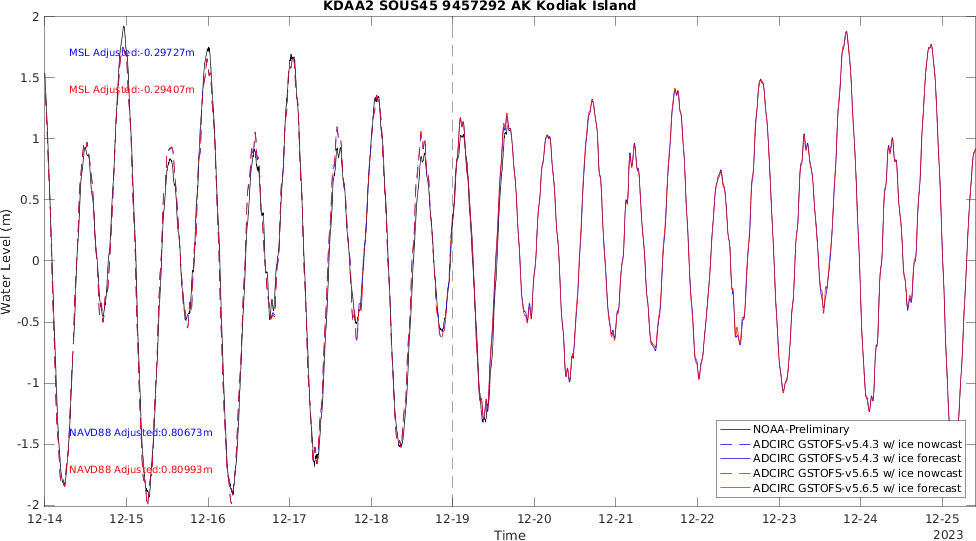 KDAA2 SOUS45 9457292 AK Kodiak Island
2
1.5
1
0.5
0
-0.5
-1
-1.5
-2
Water Level (m)
MSL Adjusted:-0.29727m
MSL Adjusted:-0.29407m
NAVD88 Adjusted:0.80673m
NAVD88 Adjusted:0.80993m
NOAA-Preliminary
ADCIRC GSTOFS-v5.4.3 w/ ice nowcast
ADCIRC GSTOFS-v5.4.3 w/ ice forecast
ADCIRC GSTOFS-v5.6.5 w/ ice nowcast
ADCIRC GSTOFS-v5.6.5 w/ ice forecast
12-14 12-15 12-16 12-17 12-18 12-19 12-20 12-21 12-22 12-23 12-24 12-25
Time 2023